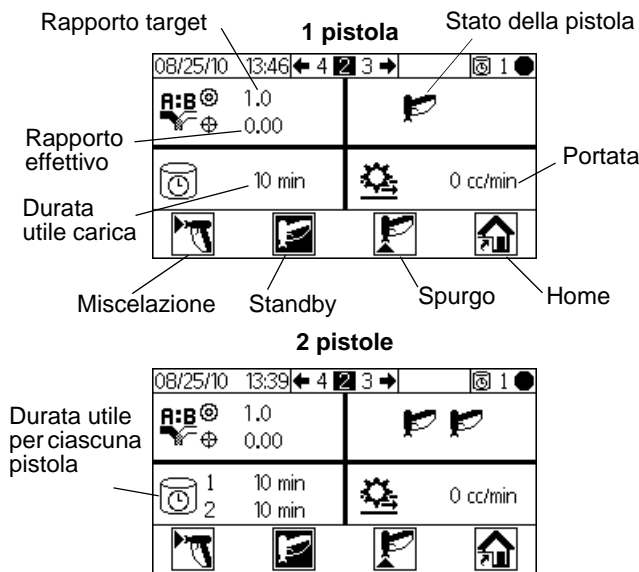 Rapporto target
1 pistola
Stato della pistola
08/25/10 13:46 4 2 3 1
A:B 1.0
0.00
Rapporto
effettivo
10 min
0 cc/min
Portata
Durata
utile carica
Miscelazione
Standby
Spurgo
Home
2 pistole
08/25/10 13:39 4 2 3 1
A:B 1.0
0.00
Durata utile
per ciascuna
pistola
1 10 min
2 10 min
0 cc/min